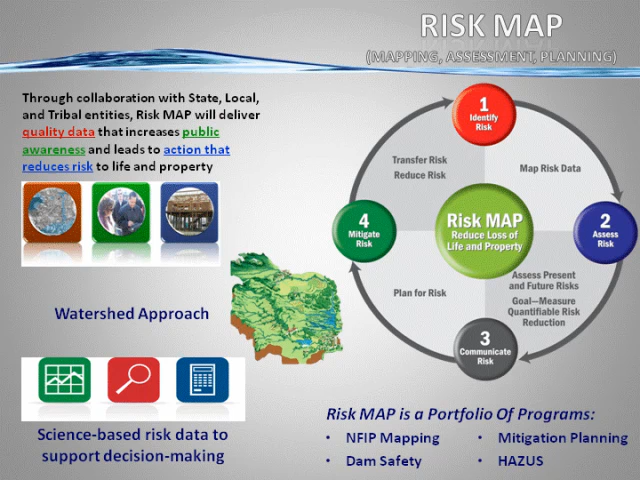 RISK MAP
(MAPPING, ASSESSMENT, PLANNING)
Through collaboration with State, Local,
and Tribal entities, Risk MAP will deliver
quality data that increases public
awareness and leads to action that
reduces risk to life and property
1
Identify
Risk
Transfer Risk
Reduce Risk
Map Risk Data
4
Mitigate
Risk
Risk MAP
Reduce Loss of
Life and Property
2
Assess
Risk
Plan for Risk
Assess Present
and Future Risks
Goal—Measure
Quantifiable Risk
Reduction
3
Communicate
Risk
Watershed Approach
Science-based risk data to
support decision-making
Risk MAP is a Portfolio Of Programs:
• NFIP Mapping
• Dam Safety
• Mitigation Planning
• HAZUS